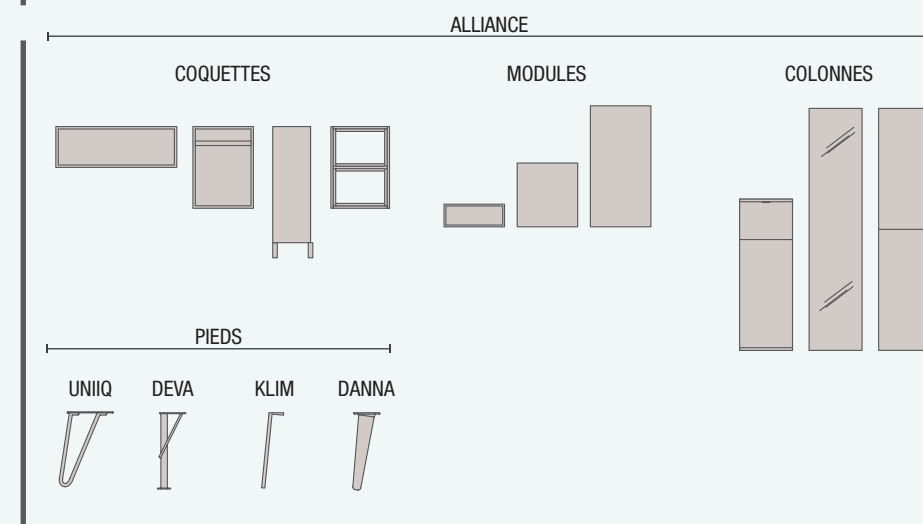 ALLIANCE
COQUETTES MODULES COLONNES
PIEDS
UNIIQ DEVA KLIM DANNA